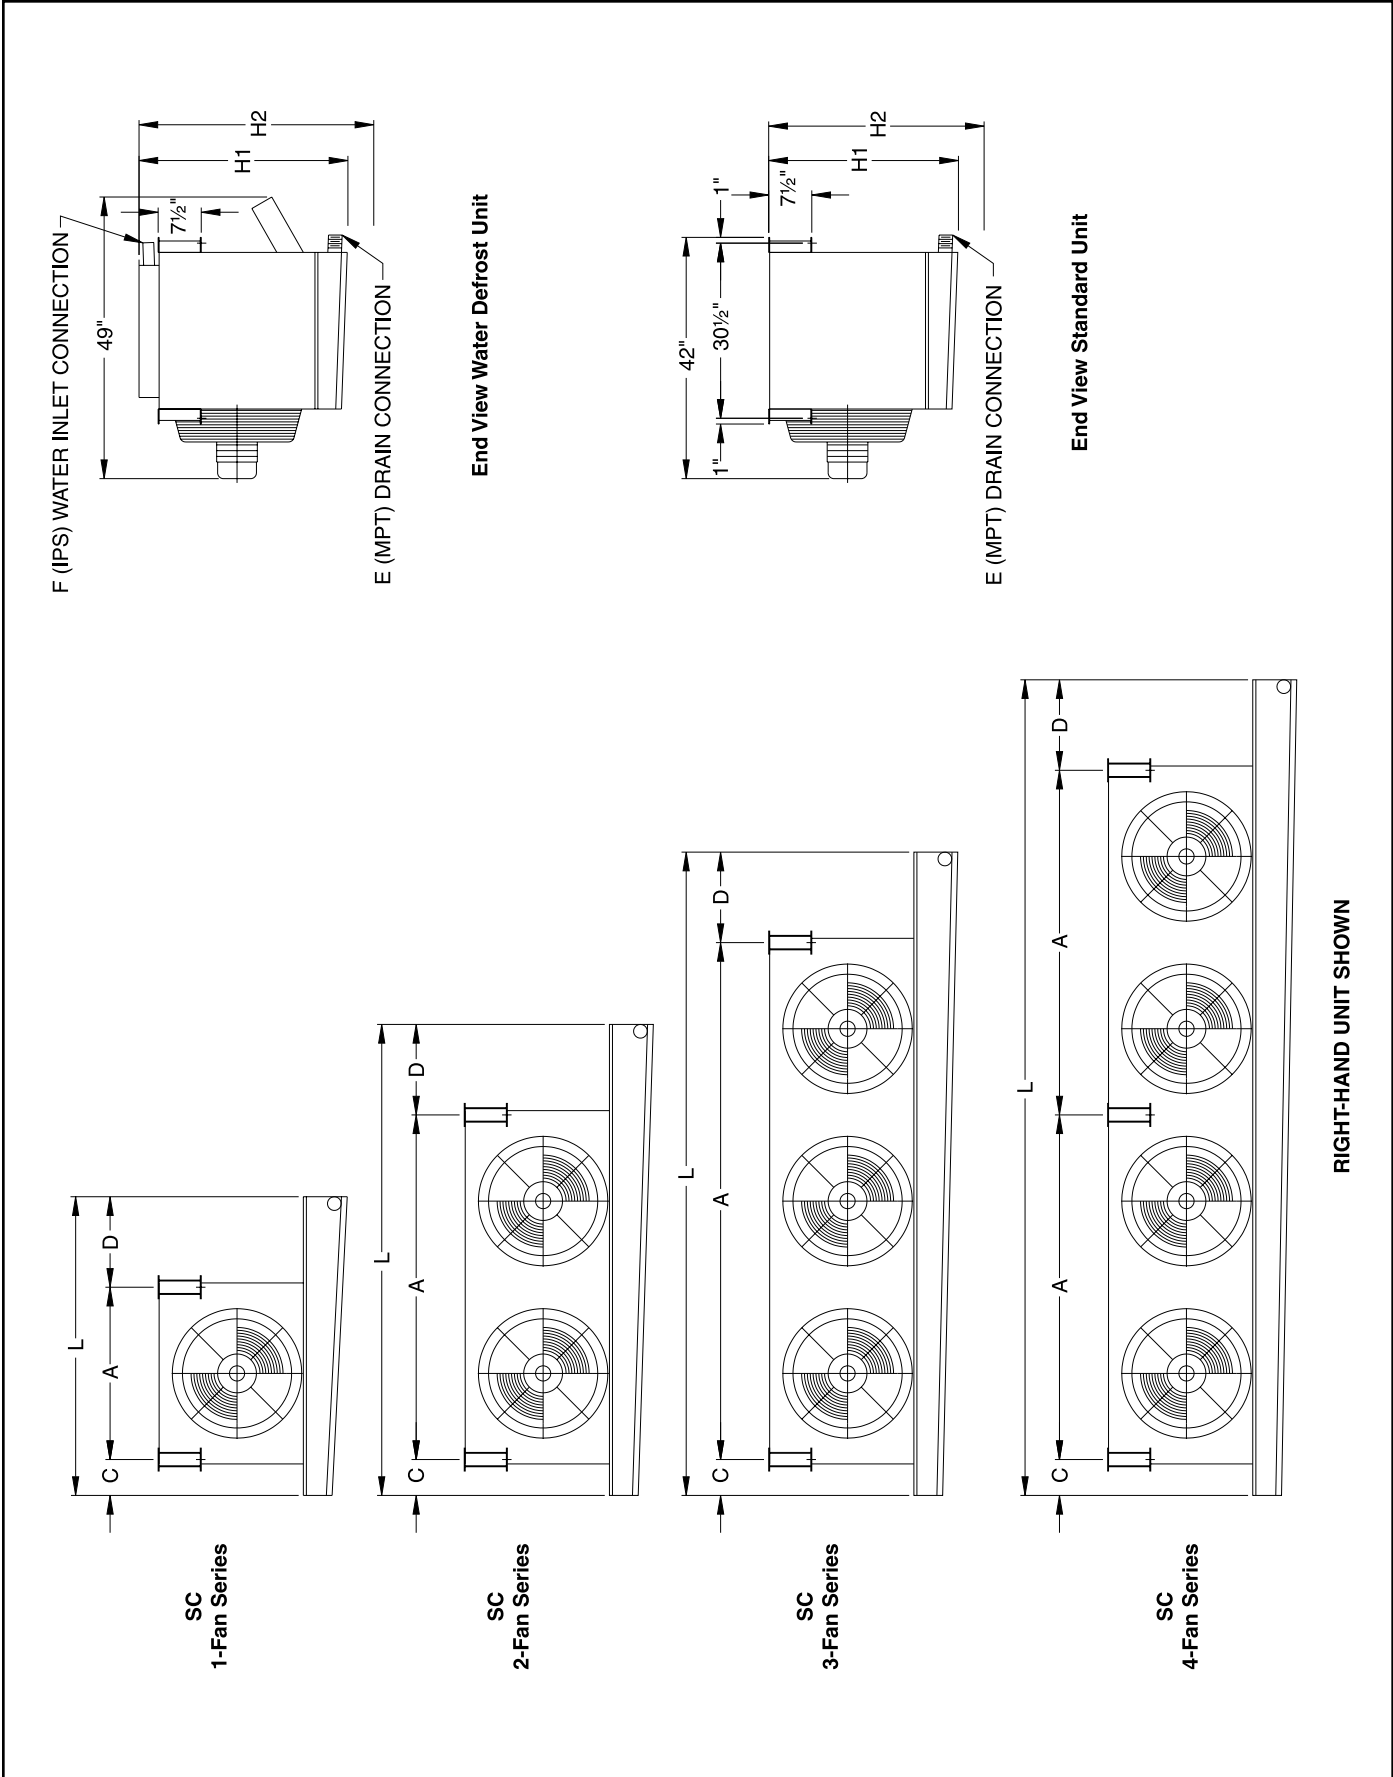 SC
1-Fan Series
C
A
D
L
F (IPS) WATER INLET CONNECTION
49"
7½"
H1
H2
E (MPT) DRAIN CONNECTION
End View Water Defrost Unit
SC
2-Fan Series
C
A
D
L
SC
3-Fan Series
C
A
D
L
42"
1"
30½"
1"
7½"
H1
H2
E (MPT) DRAIN CONNECTION
End View Standard Unit
SC
4-Fan Series
C
A
A
D
L
RIGHT-HAND UNIT SHOWN